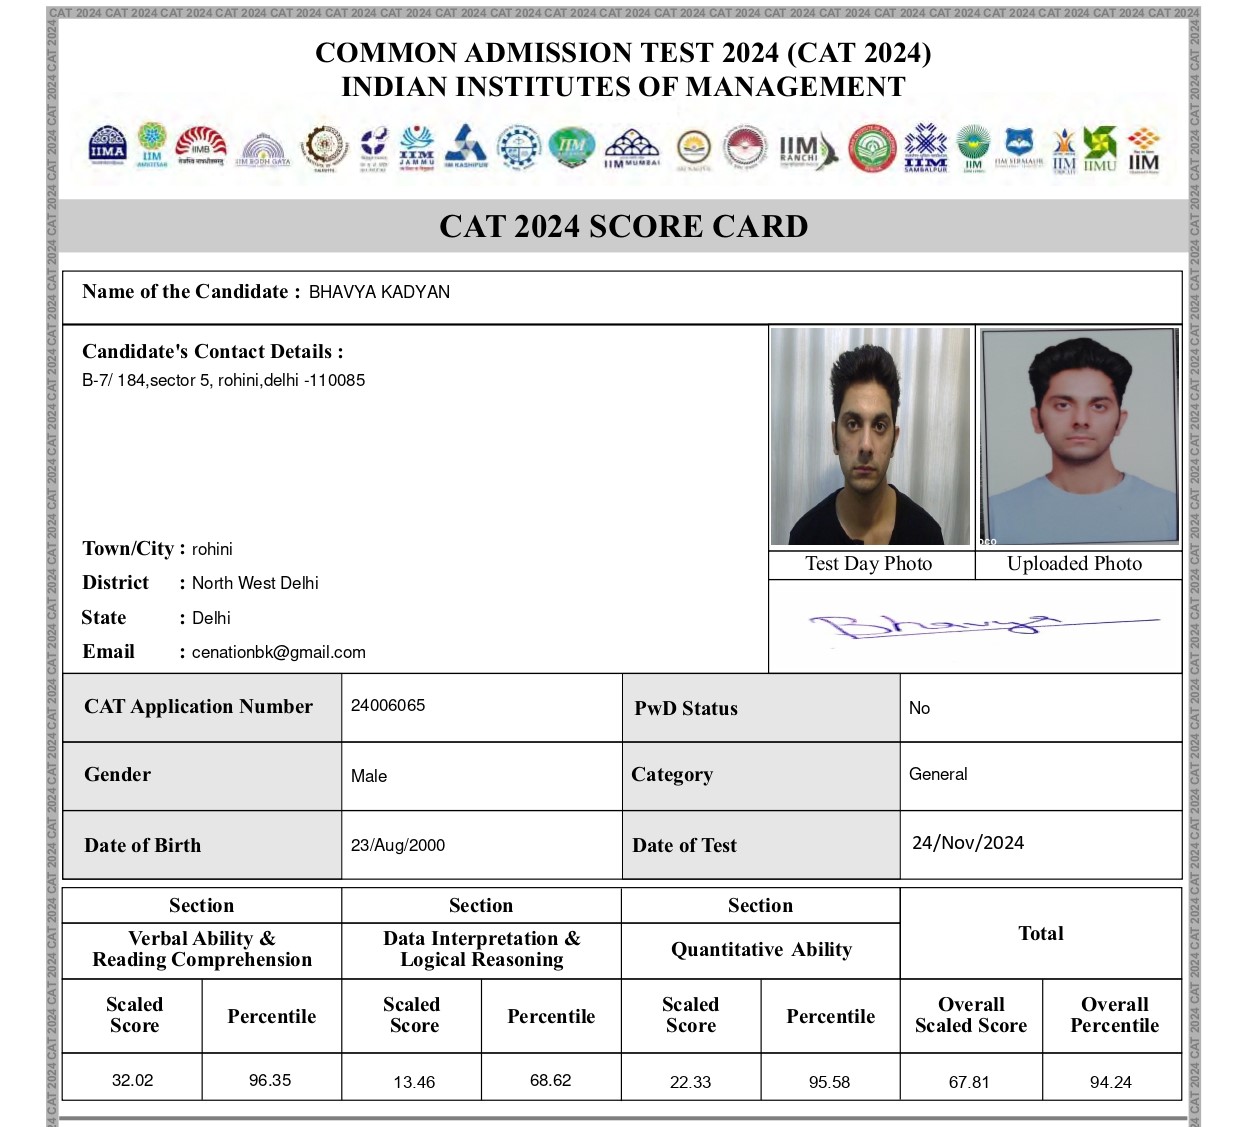 CAT 2024 CAT 2024 CAT 2024 CAT 2024 CAT 2024 CAT 2024 CAT 2024 CAT 2024 CAT 2024 CAT 2024 CAT 2024 CAT 2024 CAT 2024 CAT 2024 CAT 2024 CAT 2024 CAT 2024 CAT 2024 CAT 2024 CAT 2024 CAT 2024 CAT 2024
COMMON ADMISSION TEST 2024 (CAT 2024)
INDIAN INSTITUTES OF MANAGEMENT
IIMA
IIM AMRITSAR
IIMB
IIM BODH GAYA
IIM JAMMU
IIM KASHIPUR
IIM
IIM MUMBAI
IIM RANCHI
IIM SAMBALPUR
IIM
IIM SIRMAUR
IIM
IIMU
IIM
CAT 2024 SCORE CARD
Name of the Candidate : BHAVYA KADYAN
Candidate's Contact Details :
B-7/ 184,sector 5, rohini,delhi -110085
oco
Town/City : rohini
Test Day Photo Uploaded Photo
District : North West Delhi
State : Delhi
Bhavya
Email : cenationbk@gmail.com
CAT Application Number 24006065 PwD Status No
Gender Male Category General
Date of Birth 23/Aug/2000 Date of Test 24/Nov/2024
Section Section Section Total
Verbal Ability & Reading Comprehension
Data Interpretation & Logical Reasoning
Quantitative Ability
Scaled Score Percentile Scaled Score Percentile Scaled Score Percentile Overall Scaled Score Overall Percentile
32.02 96.35 13.46 68.62 22.33 95.58 67.81 94.24